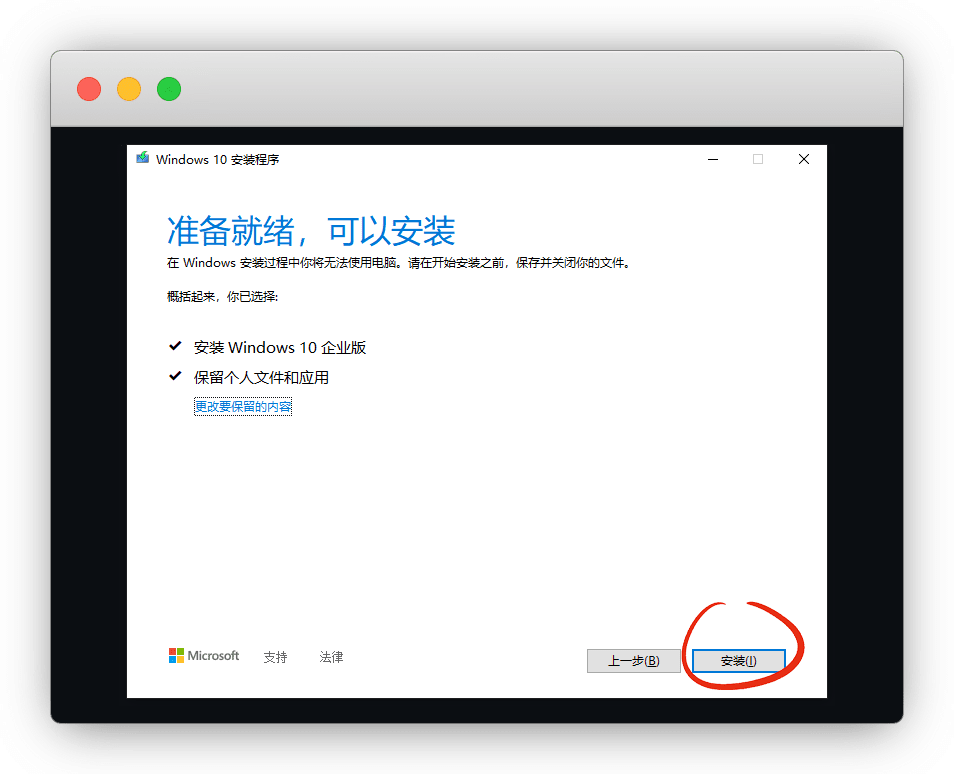 Windows 10 安装程序
准备就绪，可以安装
在 Windows 安装过程中你将无法使用电脑。请在开始安装之前，保存并关闭你的文件。
概括起来，你已选择:
安装 Windows 10 企业版
保留个人文件和应用
更改要保留的内容
Microsoft 支持 法律 上一步(B) 安装(I)